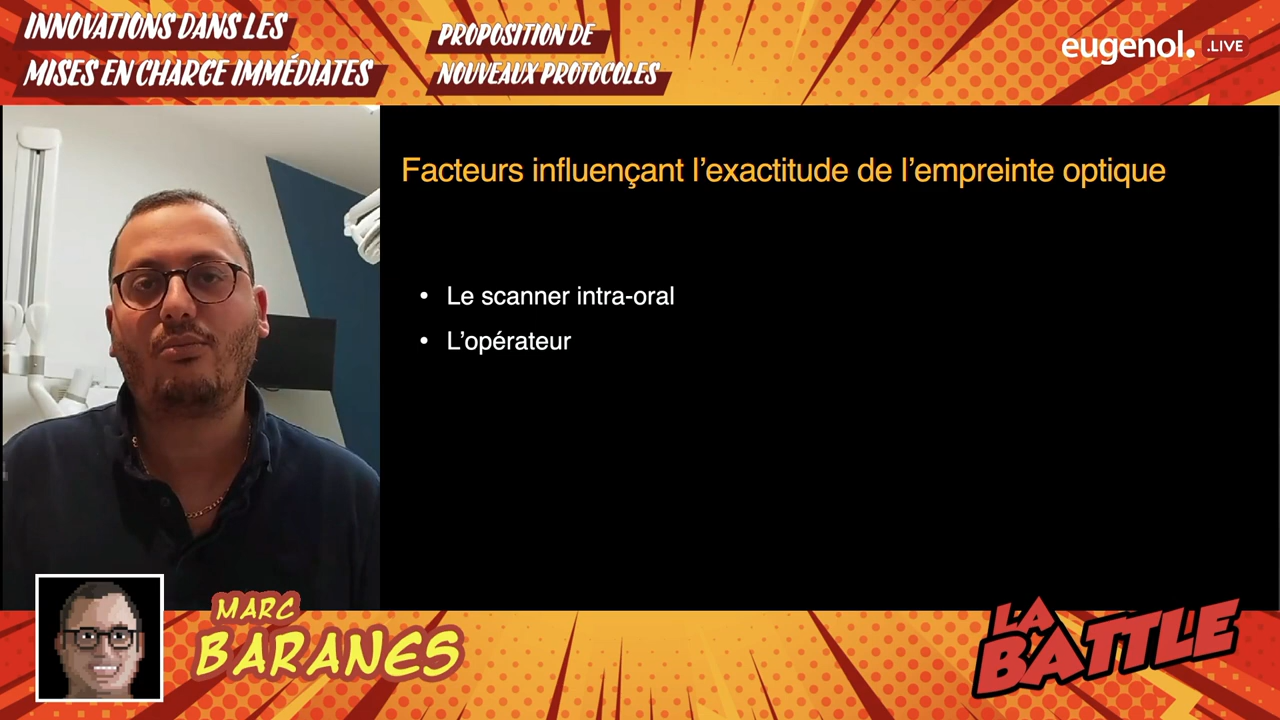 INNOVATIONS DANS LES
MISES EN CHARGE IMMÉDIATES
PROPOSITION DE
NOUVEAUX PROTOCOLES
eugenol. .LIVE
Facteurs influençant l’exactitude de l’empreinte optique
• Le scanner intra-oral
• L’opérateur
MARC
BARANES
LA
BATTLE